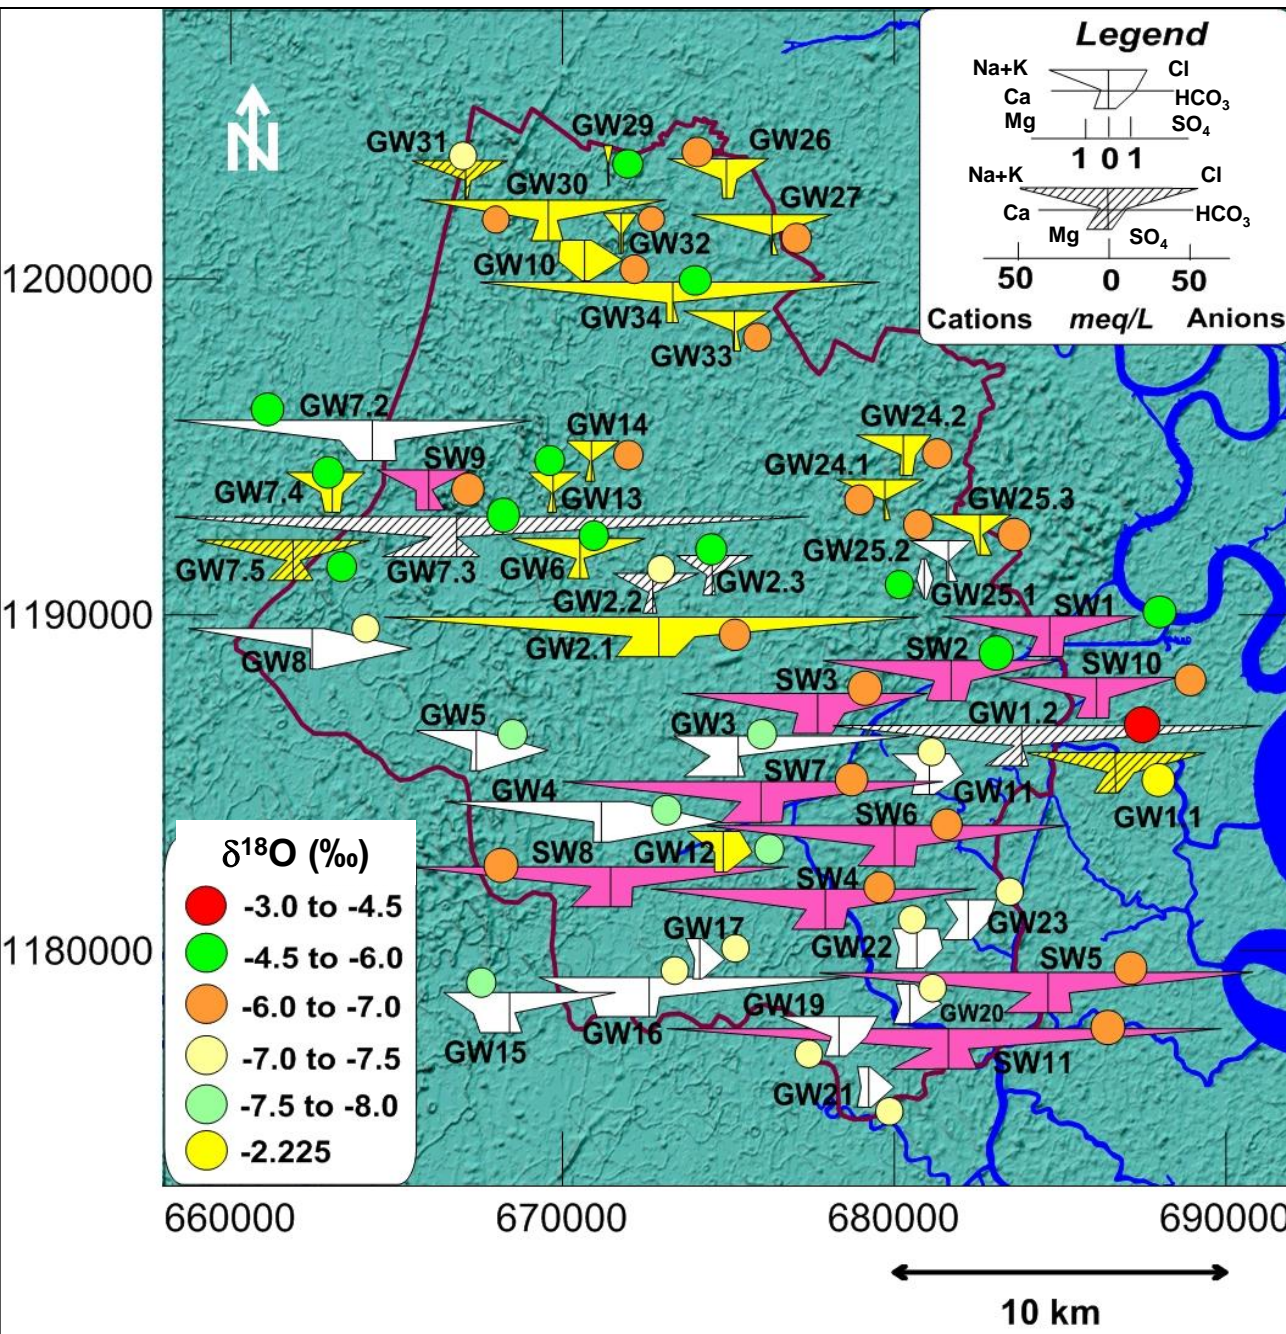 Legend
Na+K Cl
Ca HCO₃
Mg SO₄
1 0 1
Na+K Cl
Ca HCO₃
Mg SO₄
50 0 50
Cations meq/L Anions
N
GW31
GW29
GW26
GW30
GW27
GW32
GW10
1200000
GW34
GW33
GW7.2
GW14
GW24.2
SW9
GW24.1
GW7.4
GW13
GW25.3
GW7.5
GW7.3
GW6
GW2.3
GW25.2
GW2.2
GW25.1
1190000
SW1
GW8
GW2.1
SW2
SW10
SW3
GW5
GW3
GW1.2
SW7
GW4
GW11
GW1.1
SW6
SW8
GW12
SW4
GW17
GW22
GW23
1180000
SW5
GW19
GW20
GW16
GW15
SW11
GW21
δ¹⁸O (‰)
-3.0 to -4.5
-4.5 to -6.0
-6.0 to -7.0
-7.0 to -7.5
-7.5 to -8.0
-2.225
660000 670000 680000 690000
10 km